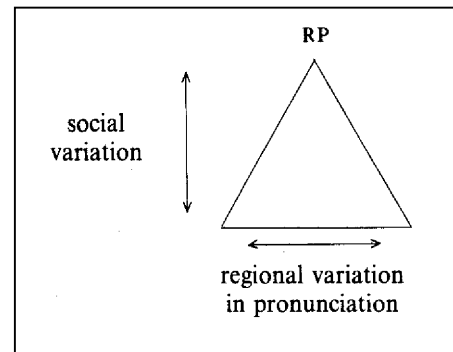 RP
social
variation
regional variation
in pronunciation